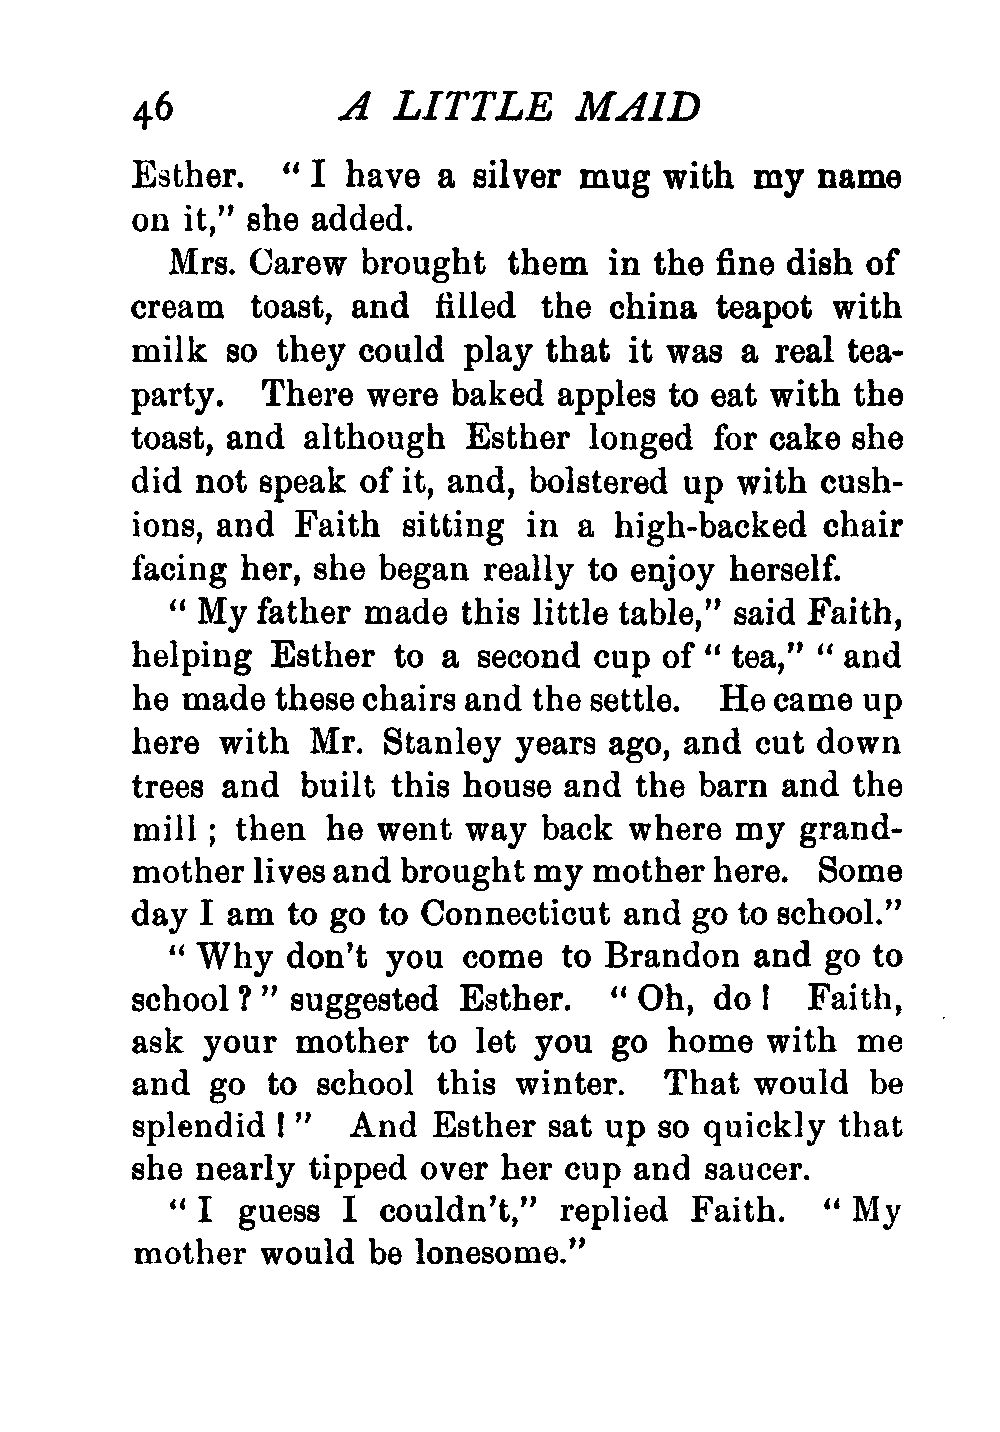 46 A LITTLE MAID
Esther. “ I have a silver mug with my name
on it,” she added.
Mrs. Carew brought them in the fine dish of
cream toast, and filled the china teapot with
milk so they could play that it was a real tea-
party. There were baked apples to eat with the
toast, and although Esther longed for cake she
did not speak of it, and, bolstered up with cush-
ions, and Faith sitting in a high-backed chair
facing her, she began really to enjoy herself.
“ My father made this little table,” said Faith,
helping Esther to a second cup of “ tea,” “ and
he made these chairs and the settle. He came up
here with Mr. Stanley years ago, and cut down
trees and built this house and the barn and the
mill ; then he went way back where my grand-
mother lives and brought my mother here. Some
day I am to go to Connecticut and go to school.”
“ Why don’t you come to Brandon and go to
school ? ” suggested Esther. “ Oh, do ! Faith,
ask your mother to let you go home with me
and go to school this winter. That would be
splendid ! ” And Esther sat up so quickly that
she nearly tipped over her cup and saucer.
“ I guess I couldn’t,” replied Faith. “ My
mother would be lonesome.”